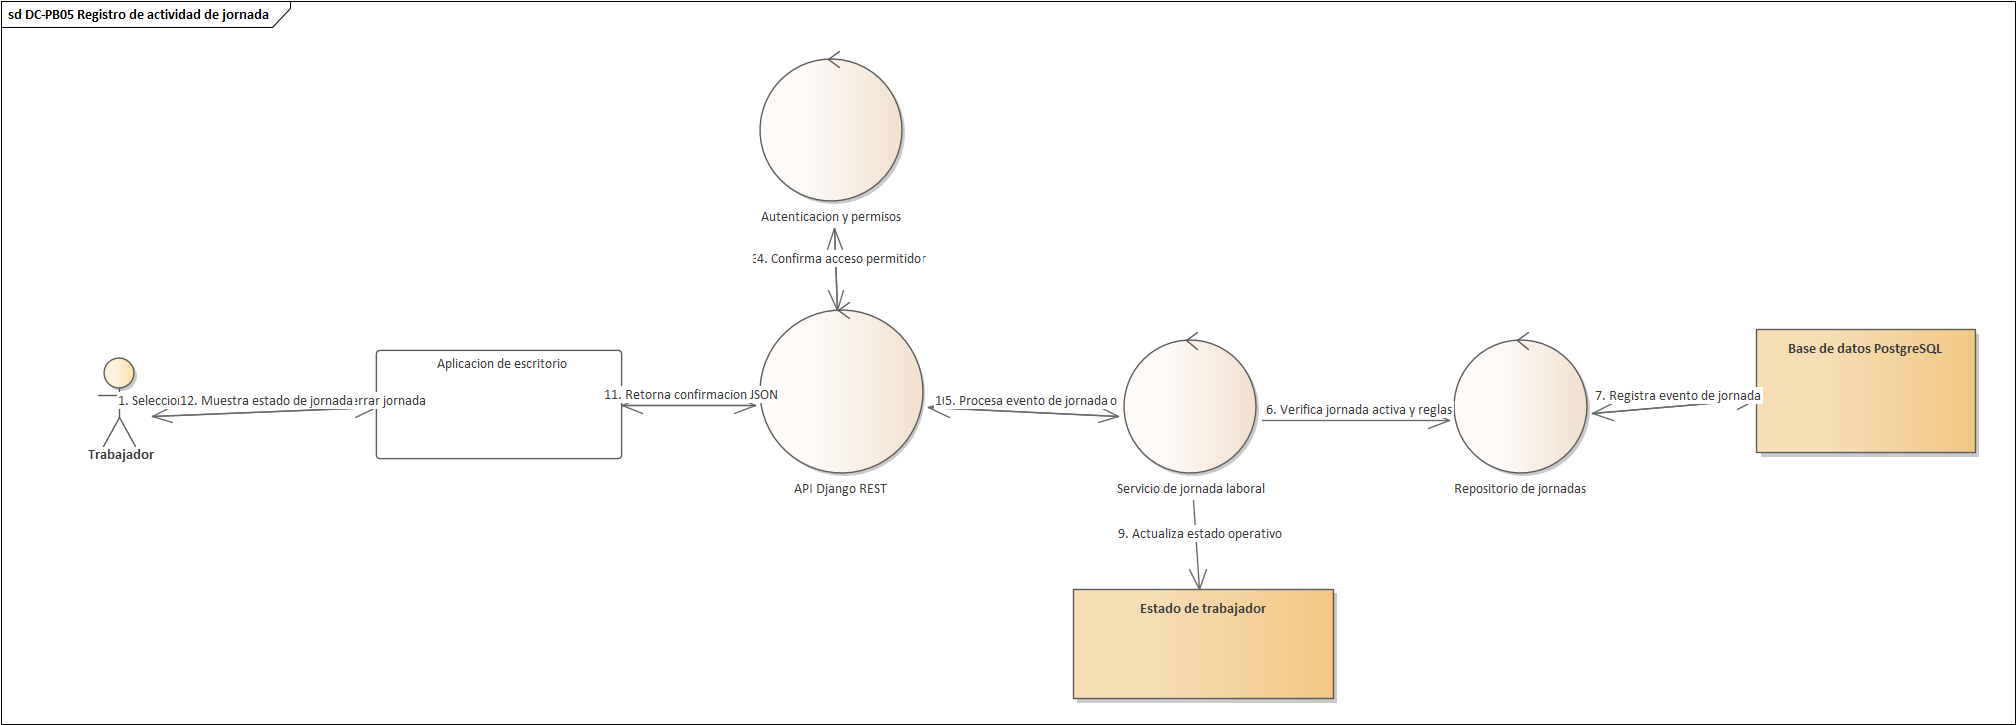 sd DC-PB05 Registro de actividad de jornada
Autenticacion y permisos
4. Confirma acceso permitido
Aplicacion de escritorio
Base de datos PostgreSQL
11. Retorna confirmacion JSON
1. 12. Muestra estado de jornada jornada
5. Procesa evento de jornada
6. Verifica jornada activa y reglas
7. Registra evento de jornada
Trabajador
API Django REST
Servicio de jornada laboral
Repositorio de jornadas
9. Actualiza estado operativo
Estado de trabajador